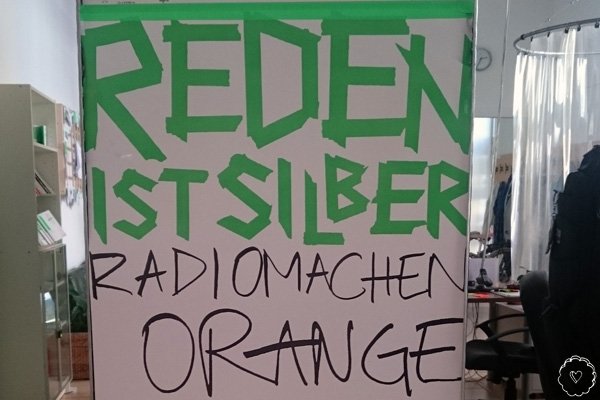 REDEN
IST SILBER
RADIOMACHEN
ORANGE